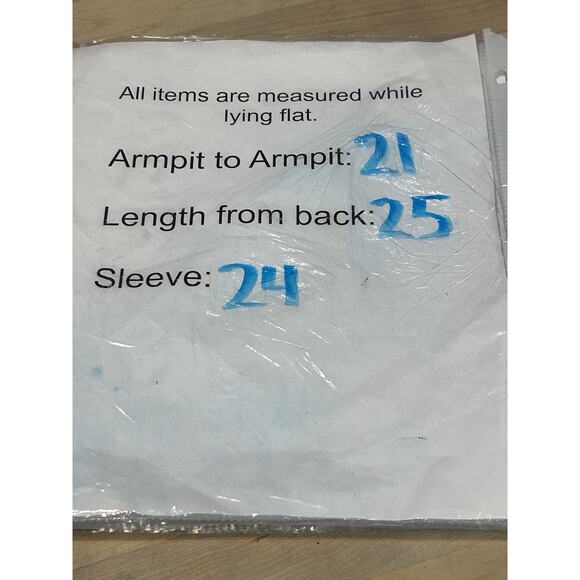 All items are measured while
lying flat.
Armpit to Armpit: 21
Length from back: 25
Sleeve: 24